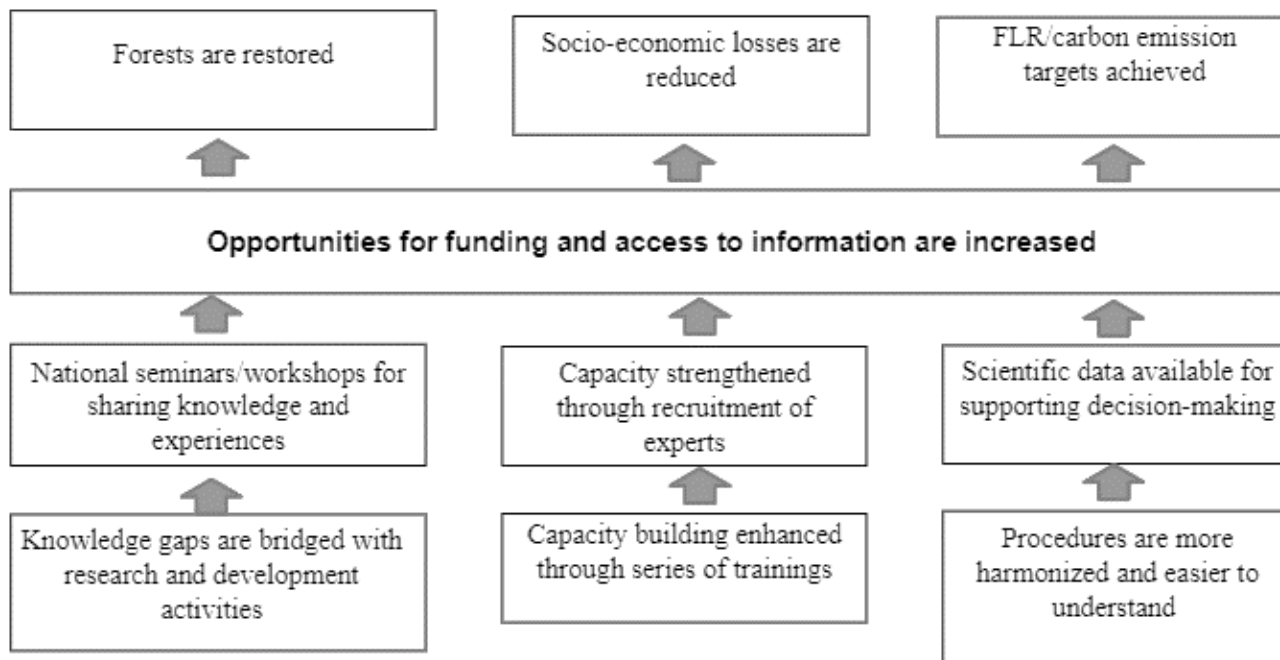 Forests are restored
Socio-economic losses are
reduced
FLR/carbon emission
targets achieved
Opportunities for funding and access to information are increased
National seminars/workshops for
sharing knowledge and
experiences
Capacity strengthened
through recruitment of
experts
Scientific data available for
supporting decision-making
Knowledge gaps are bridged with
research and development
activities
Capacity building enhanced
through series of trainings
Procedures are more
harmonized and easier to
understand